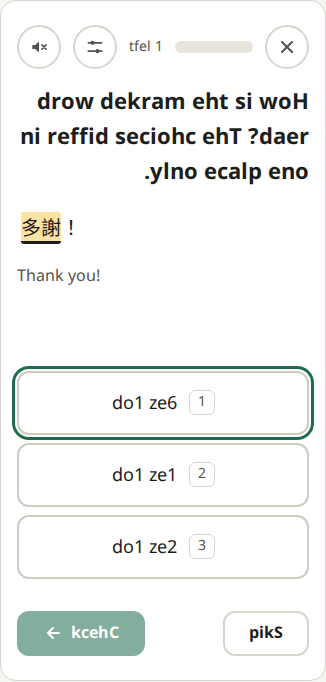 tfel 1
drow dekram eht si woH
ni reffid seciohc ehT ?daer
.ylno ecalp eno
多謝！
Thank you!
do1 ze6 1
do1 ze1 2
do1 ze2 3
kcehC
pikS